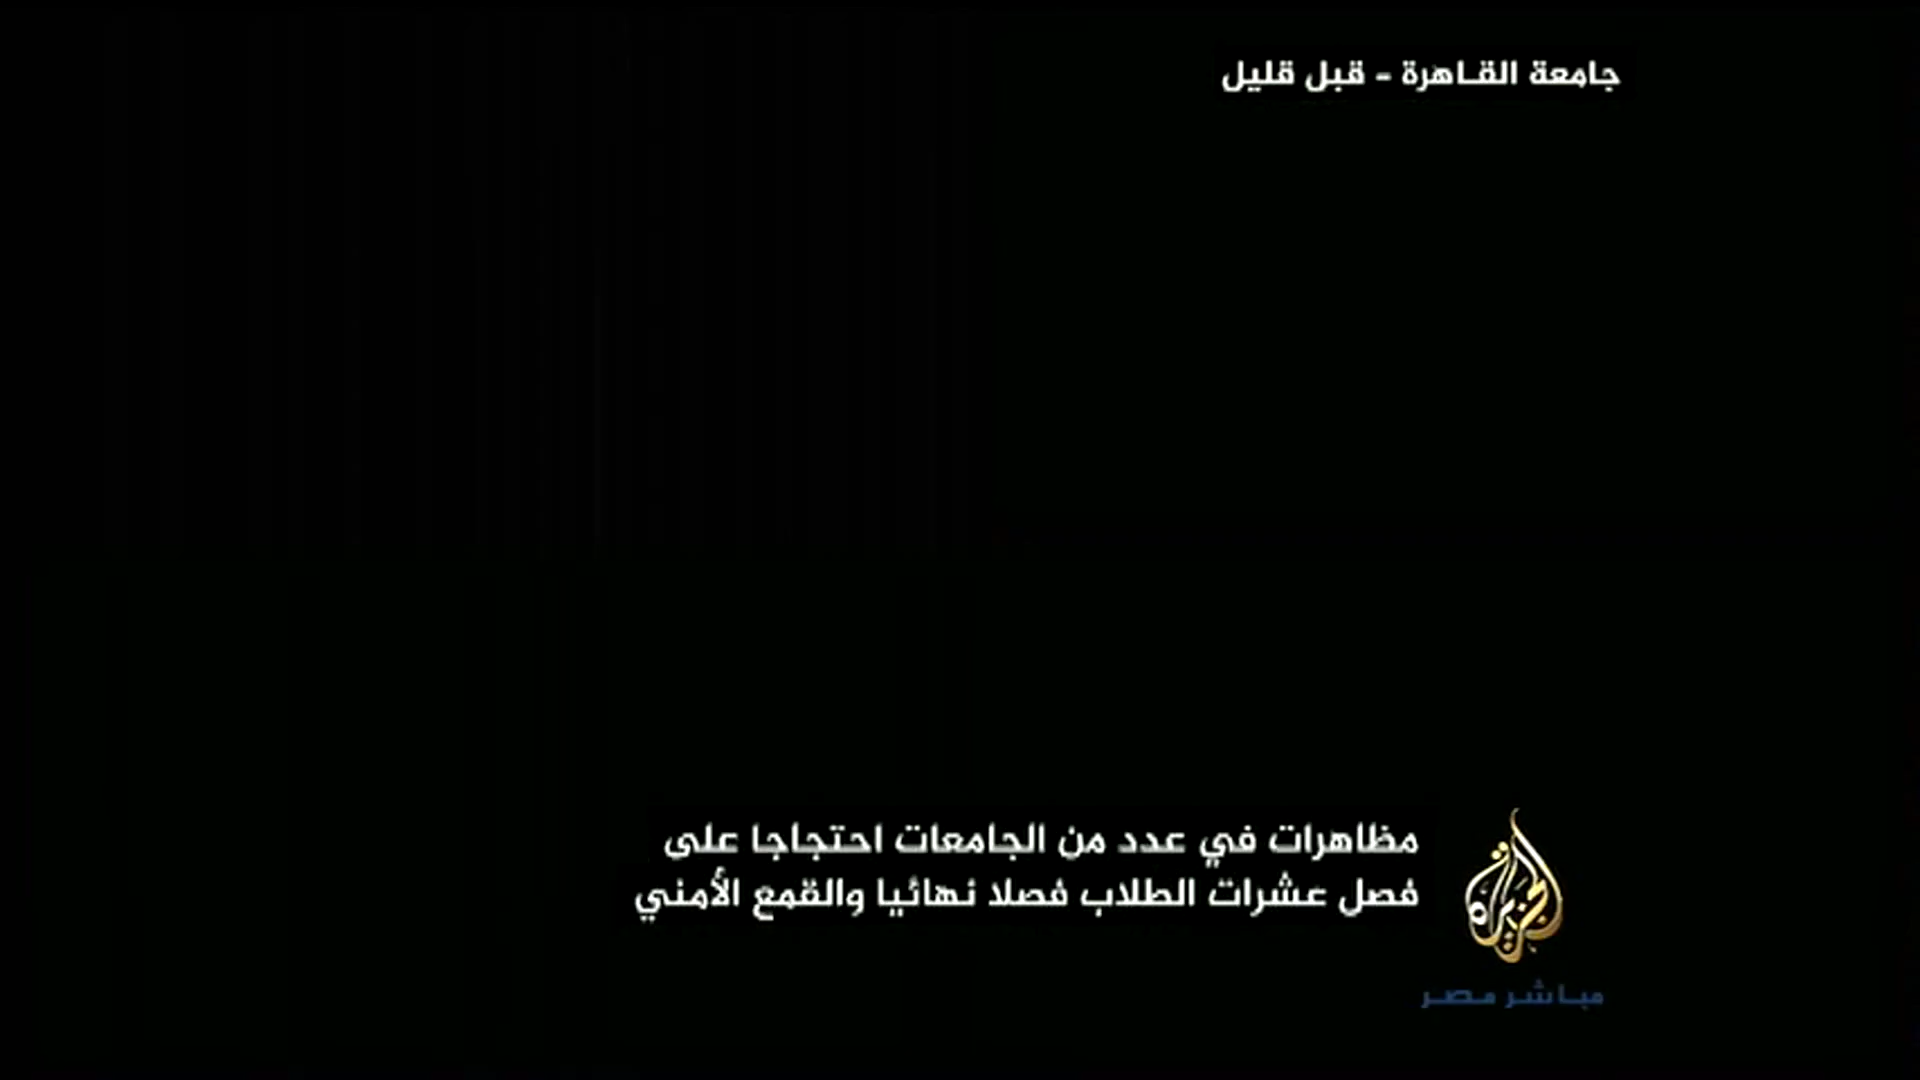 جامعة القاهرة - قبل قليل
مظاهرات في عدد من الجامعات احتجاجا على
فصل عشرات الطلاب فصلا نهائيا والقمع الأمني
الجزيرة
مباشر مصر